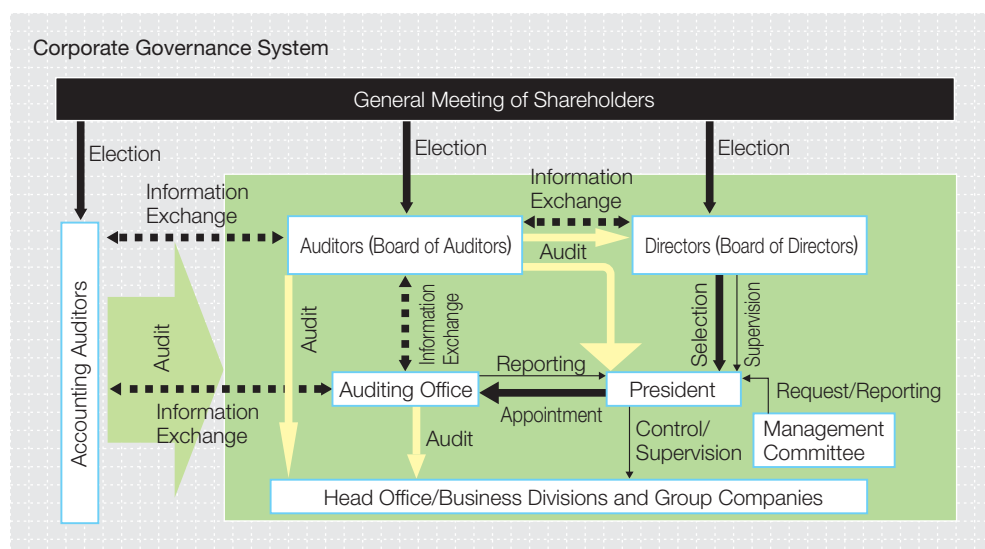 Corporate Governance System
General Meeting of Shareholders
Election
Election
Election
Information
Exchange
Information
Exchange
Auditors (Board of Auditors)
Directors (Board of Directors)
Audit
Accounting Auditors
Audit
Audit
Information
Exchange
Selection
Supervision
Reporting
Auditing Office
President
Request/Reporting
Information
Exchange
Appointment
Audit
Control/
Supervision
Management
Committee
Head Office/Business Divisions and Group Companies